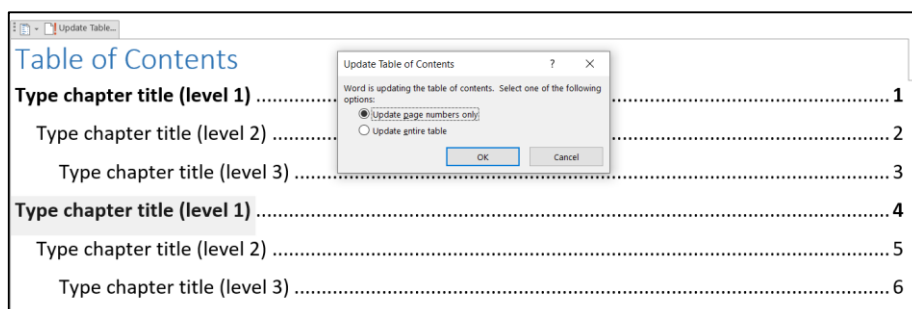 Update Table...
Table of Contents
Type chapter title (level 1) 1
Type chapter title (level 2) 2
Type chapter title (level 3) 3
Type chapter title (level 1) 4
Type chapter title (level 2) 5
Type chapter title (level 3) 6
Update Table of Contents ? ×
Word is updating the table of contents. Select one of the following
options:
Update page numbers only
Update entire table
OK Cancel